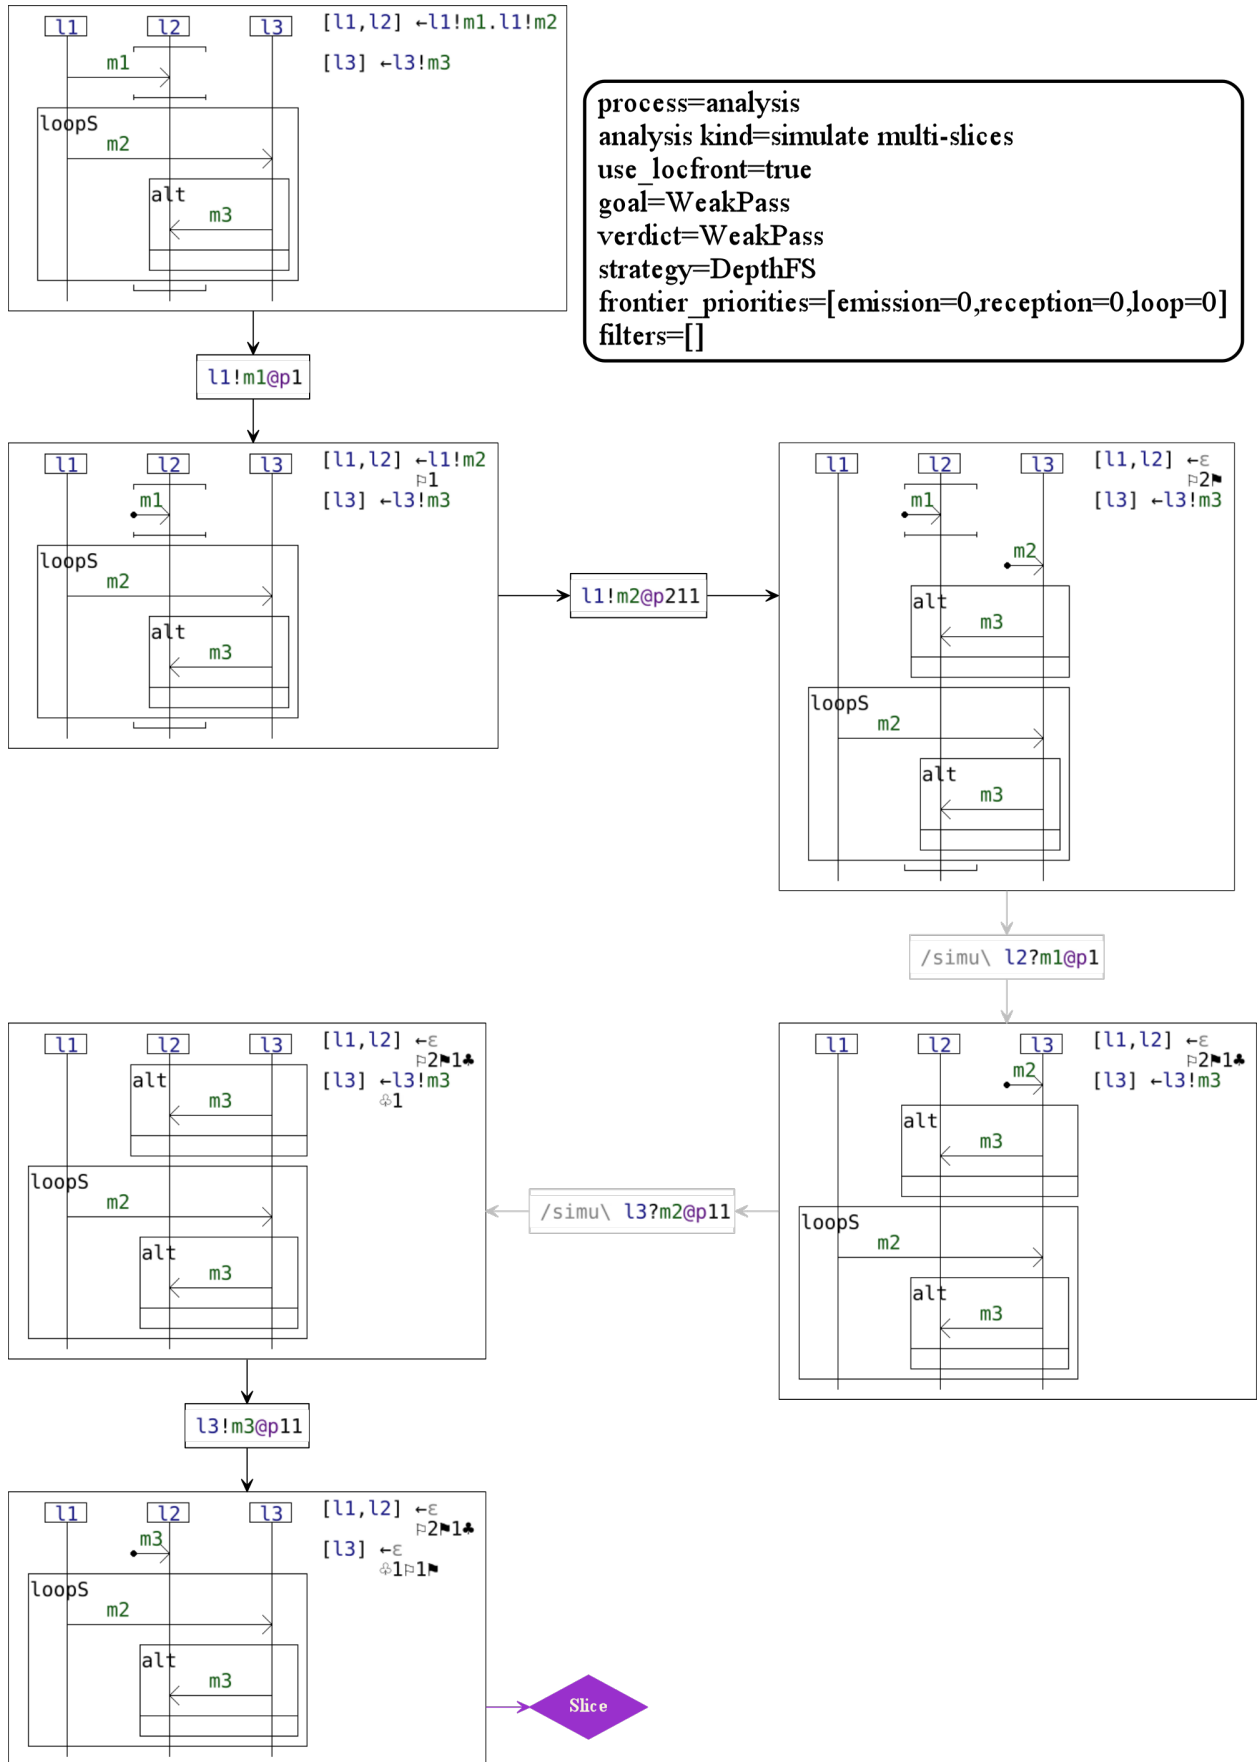 l1 l2 l3 [l1,l2] ←l1!m1.l1!m2
m1 [l3] ←l3!m3
loopS
m2
alt
m3
process=analysis
analysis kind=simulate multi-slices
use_locfront=true
goal=WeakPass
verdict=WeakPass
strategy=DepthFS
frontier_priorities=[emission=0,reception=0,loop=0]
filters=[]
l1!m1@p1
l1 l2 l3 [l1,l2] ←l1!m2
⚐1
m1 [l3] ←l3!m3
loopS
m2
alt
m3
l1!m2@p211
l1 l2 l3 [l1,l2] ←ε
⚐2⚑
m1 [l3] ←l3!m3
m2
alt
m3
loopS
m2
alt
m3
/simu\ l2?m1@p1
l1 l2 l3 [l1,l2] ←ε
⚐2⚑1♣
m2 [l3] ←l3!m3
alt
m3
loopS
m2
alt
m3
/simu\ l3?m2@p11
l1 l2 l3 [l1,l2] ←ε
⚐2⚑1♣
alt [l3] ←l3!m3
m3 ♧1
loopS
m2
alt
m3
l3!m3@p11
l1 l2 l3 [l1,l2] ←ε
⚐2⚑1♣
m3 [l3] ←ε
♧1⚐1⚑
loopS
m2
alt
m3
Slice